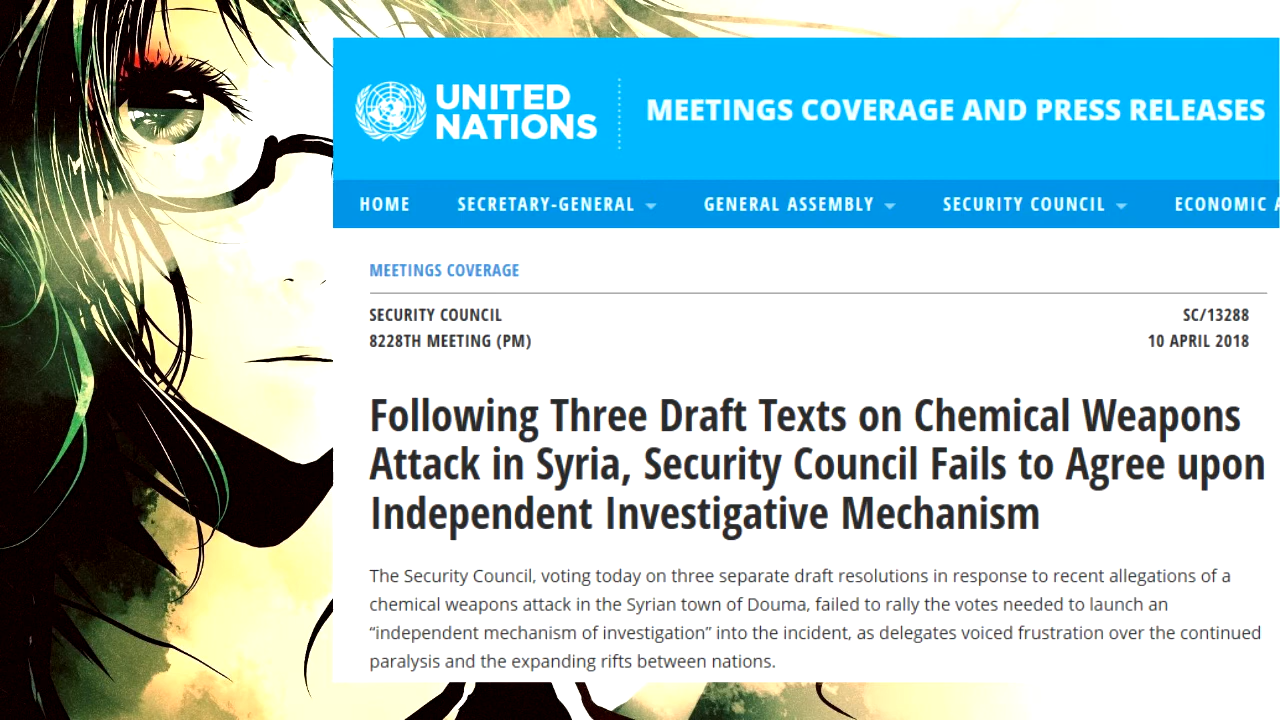 UNITED
NATIONS
MEETINGS COVERAGE AND PRESS RELEASES
HOME SECRETARY-GENERAL GENERAL ASSEMBLY SECURITY COUNCIL ECONOMIC A
MEETINGS COVERAGE
SECURITY COUNCIL SC/13288
8228TH MEETING (PM) 10 APRIL 2018
Following Three Draft Texts on Chemical Weapons
Attack in Syria, Security Council Fails to Agree upon
Independent Investigative Mechanism
The Security Council, voting today on three separate draft resolutions in response to recent allegations of a
chemical weapons attack in the Syrian town of Douma, failed to rally the votes needed to launch an
“independent mechanism of investigation” into the incident, as delegates voiced frustration over the continued
paralysis and the expanding rifts between nations.